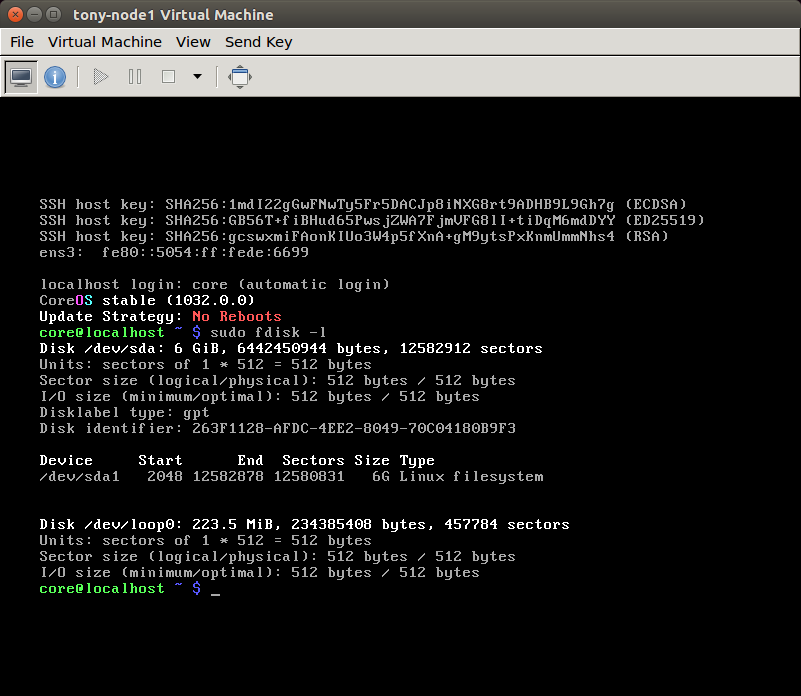 tony-node1 Virtual Machine
File Virtual Machine View Send Key
SSH host key: SHA256:1mdI22gGwFNwTy5Fr5DACJp8iNXG8rt9ADHB9L9Gh7g (ECDSA)
SSH host key: SHA256:GB56T+fiBHud65PwsjZWA7FjmVFG8lI+tiDqM6mdDYY (ED25519)
SSH host key: SHA256:gcswxmiFAonKIUo3W4p5fXnA+gM9ytsPxKnmUmmNhs4 (RSA)
ens3:  fe80::5054:ff:fede:6699
localhost login: core (automatic login)
CoreOS stable (1032.0.0)
Update Strategy: No Reboots
core@localhost ~ $ sudo fdisk -l
Disk /dev/sda: 6 GiB, 6442450944 bytes, 12582912 sectors
Units: sectors of 1 * 512 = 512 bytes
Sector size (logical/physical): 512 bytes / 512 bytes
I/O size (minimum/optimal): 512 bytes / 512 bytes
Disklabel type: gpt
Disk identifier: 263F1128-AFDC-4EE2-8049-70C04180B9F3
Device     Start      End  Sectors Size Type
/dev/sda1   2048 12582878 12580831   6G Linux filesystem
Disk /dev/loop0: 223.5 MiB, 234385408 bytes, 457784 sectors
Units: sectors of 1 * 512 = 512 bytes
Sector size (logical/physical): 512 bytes / 512 bytes
I/O size (minimum/optimal): 512 bytes / 512 bytes
core@localhost ~ $ _